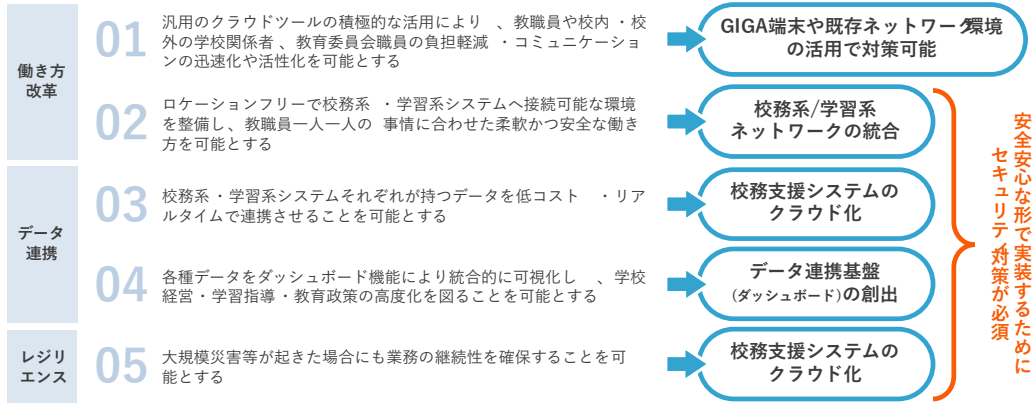 働き方
改革
01
汎用のクラウドツールの積極的な活用により 、教職員や校内 ・校
外の学校関係者 、教育委員会職員の負担軽減 ・コミュニケーショ
ンの迅速化や活性化を可能とする
GIGA端末や既存ネットワーク環境
の活用で対策可能
02
ロケーションフリーで校務系 ・学習系システムへ接続可能な環境
を整備し、教職員一人一人の 事情に合わせた柔軟かつ安全な働き
方を可能とする
校務系/学習系
ネットワークの統合
データ
連携
03
校務系・学習系システムそれぞれが持つデータを低コスト ・リア
ルタイムで連携させることを可能とする
校務支援システムの
クラウド化
04
各種データをダッシュボード機能により統合的に可視化し 、学校
経営・学習指導・教育政策の高度化を図ることを可能とする
データ連携基盤
(ダッシュボード)の創出
レジリ
エンス
05
大規模災害等が起きた場合にも業務の継続性を確保することを可
能とする
校務支援システムの
クラウド化
安全安心な形で実装するために
セキュリティ対策が必須